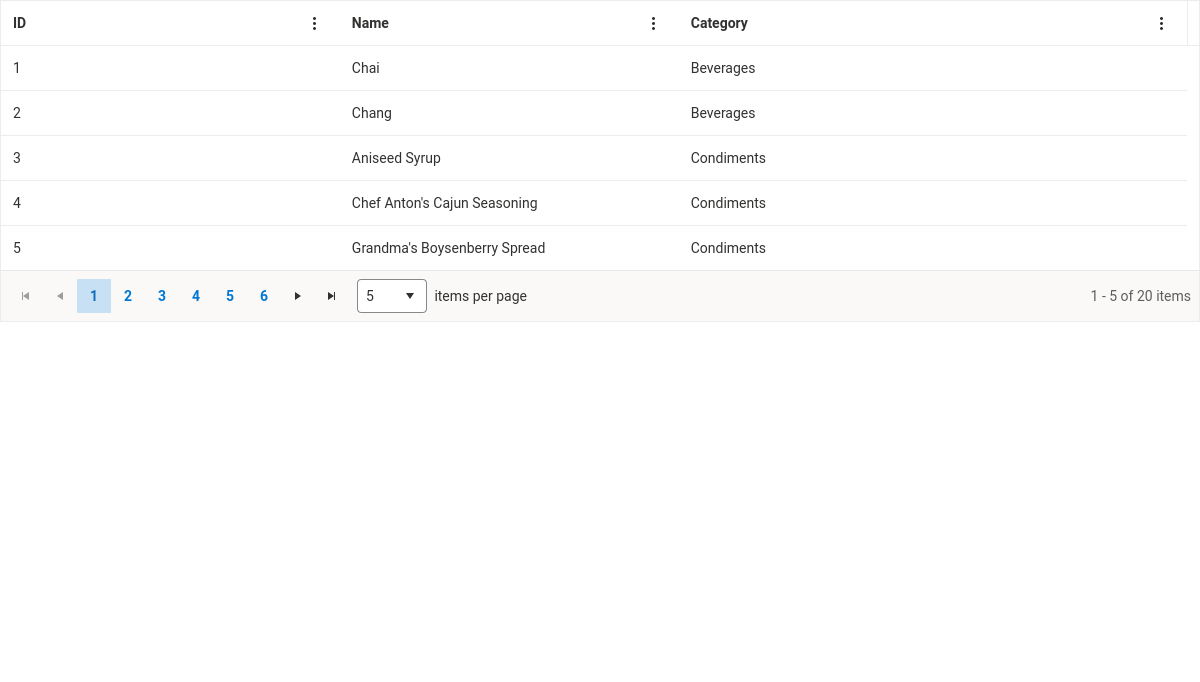 ID Name Category
1 Chai Beverages
2 Chang Beverages
3 Aniseed Syrup Condiments
4 Chef Anton's Cajun Seasoning Condiments
5 Grandma's Boysenberry Spread Condiments
1 2 3 4 5 6 5 items per page 1 - 5 of 20 items